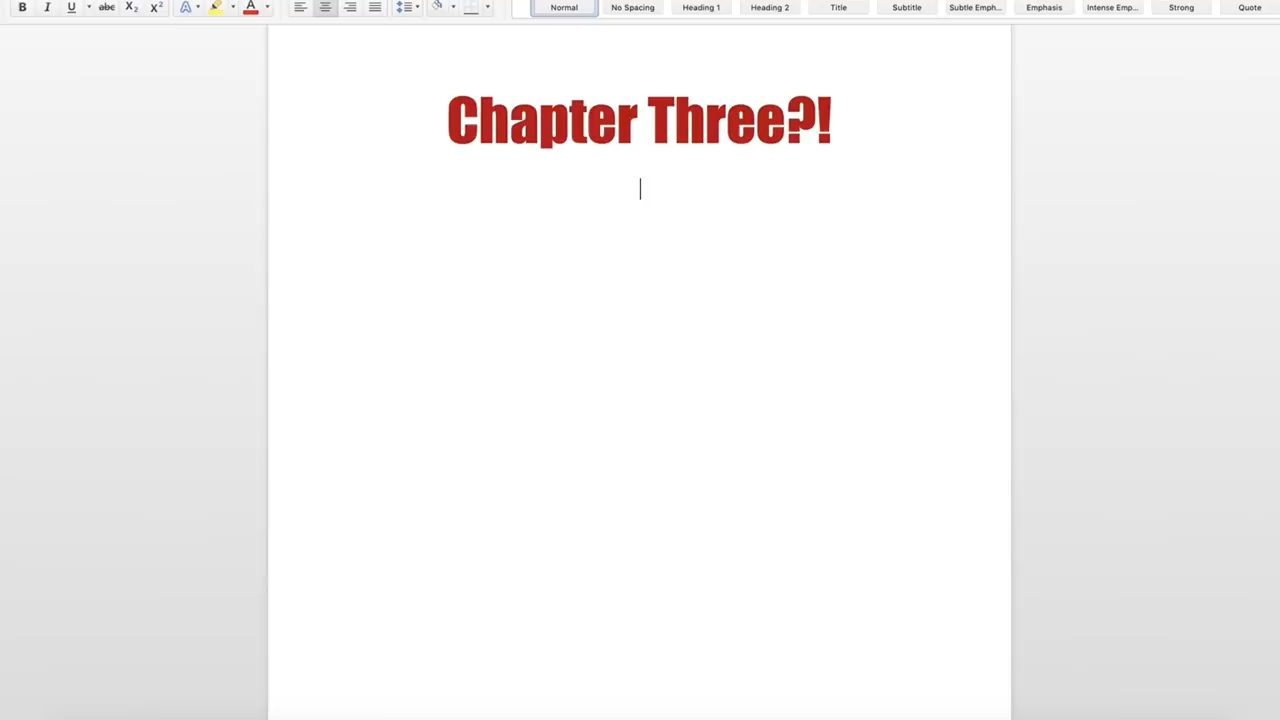 B I U abc X₂ X² A A
Normal No Spacing Heading 1 Heading 2 Title Subtitle Subtle Emph... Emphasis Intense Emp... Strong Quote
Chapter Three?!